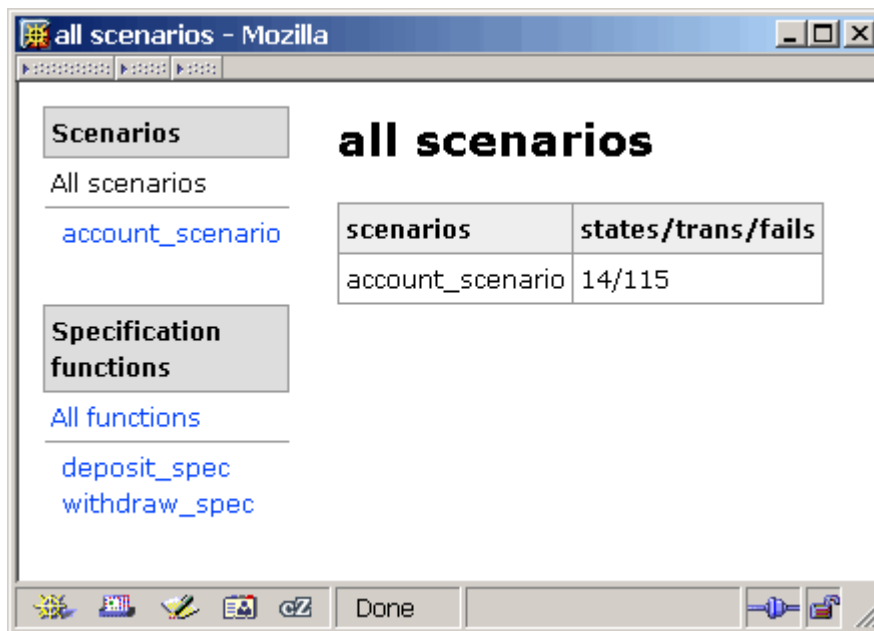 all scenarios - Mozilla
Scenarios
All scenarios
account_scenario
Specification
functions
All functions
deposit_spec
withdraw_spec
all scenarios
scenarios states/trans/fails
account_scenario 14/115
Done